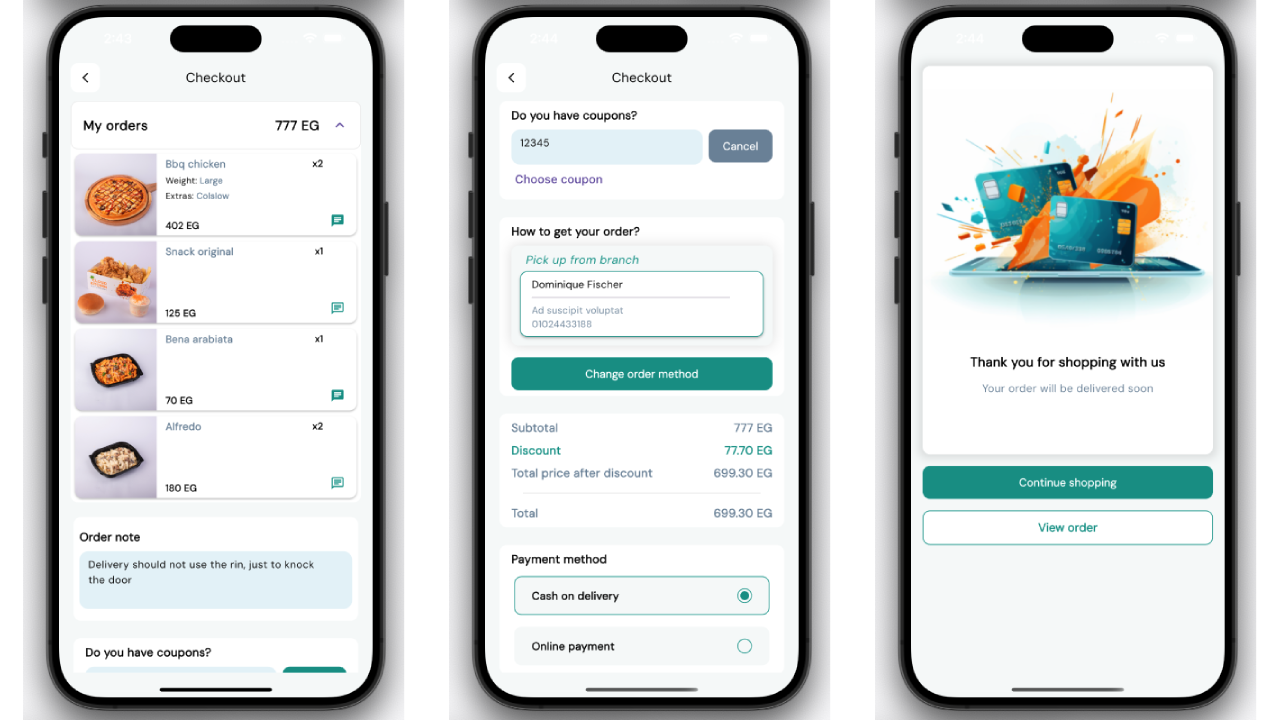 2:43
Checkout
My orders 777 EG
Bbq chicken x2
Weight: Large
Extras: Colslow
402 EG
Snack original x1
125 EG
Bena arabiata x1
70 EG
Alfredo x2
180 EG
Order note
Delivery should not use the rin, just to knock
the door
Do you have coupons?
2:44
Checkout
Do you have coupons?
12345 Cancel
Choose coupon
How to get your order?
Pick up from branch
Dominique Fischer
Ad suscipit voluptat
01024433188
Change order method
Subtotal 777 EG
Discount 77.70 EG
Total price after discount 699.30 EG
Total 699.30 EG
Payment method
Cash on delivery
Online payment
2:44
Thank you for shopping with us
Your order will be delivered soon
Continue shopping
View order